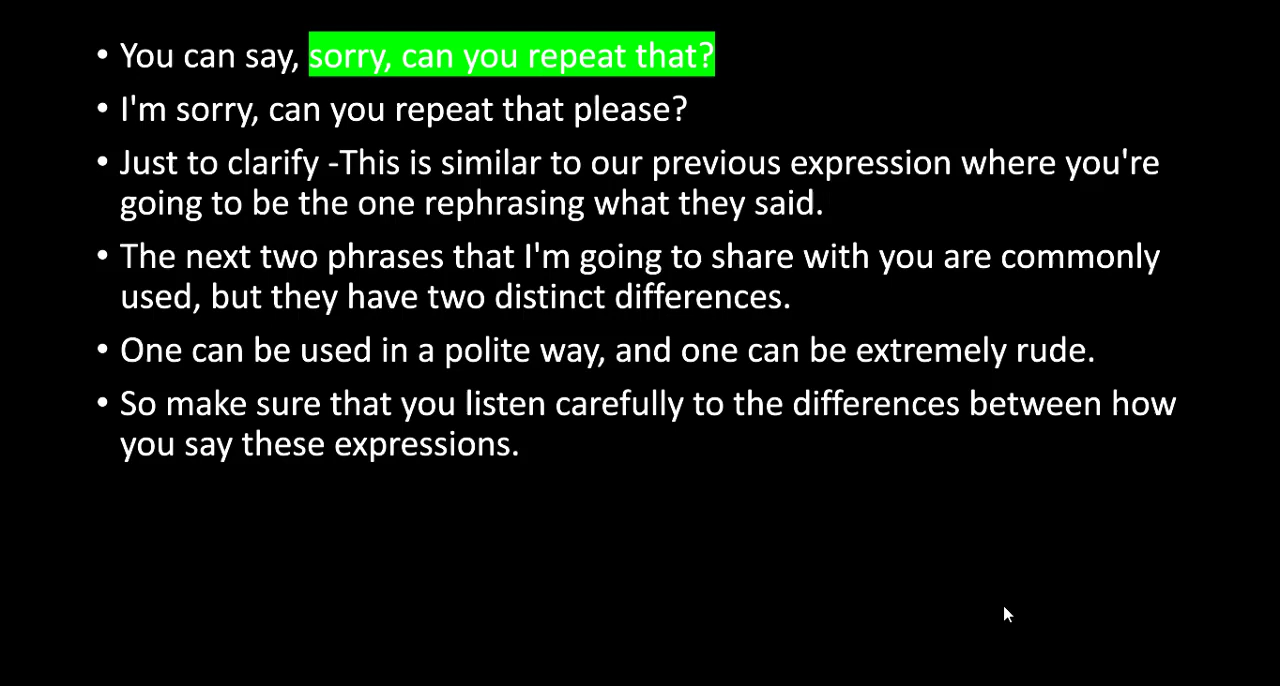 • You can say, sorry, can you repeat that?
• I'm sorry, can you repeat that please?
• Just to clarify -This is similar to our previous expression where you're
going to be the one rephrasing what they said.
• The next two phrases that I'm going to share with you are commonly
used, but they have two distinct differences.
• One can be used in a polite way, and one can be extremely rude.
• So make sure that you listen carefully to the differences between how
you say these expressions.